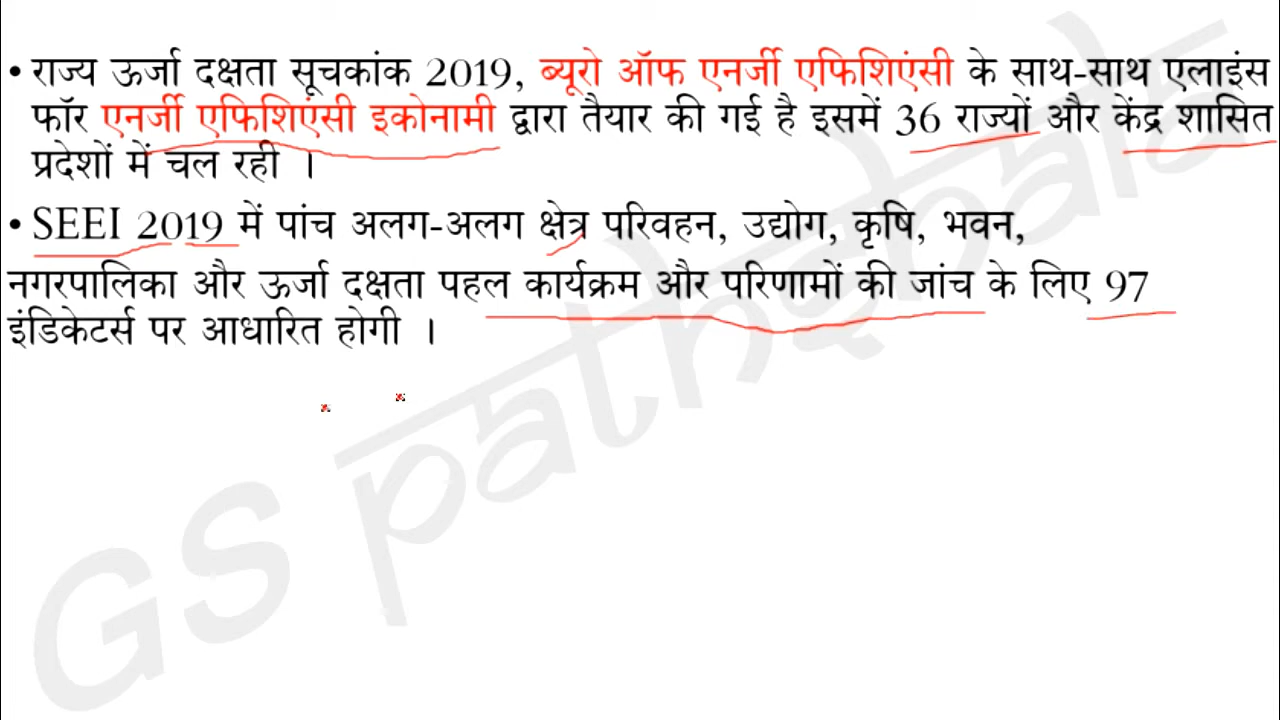 • राज्य ऊर्जा दक्षता सूचकांक 2019, ब्यूरो ऑफ एनर्जी एफिशिएंसी के साथ-साथ एलाइंस
फॉर एनर्जी एफिशिएंसी इकोनामी द्वारा तैयार की गई है इसमें 36 राज्यों और केंद्र शासित
प्रदेशों में चल रही ।
• SEEI 2019 में पांच अलग-अलग क्षेत्र परिवहन, उद्योग, कृषि, भवन,
नगरपालिका और ऊर्जा दक्षता पहल कार्यक्रम और परिणामों की जांच के लिए 97
इंडिकेटर्स पर आधारित होगी ।
GS pathshala